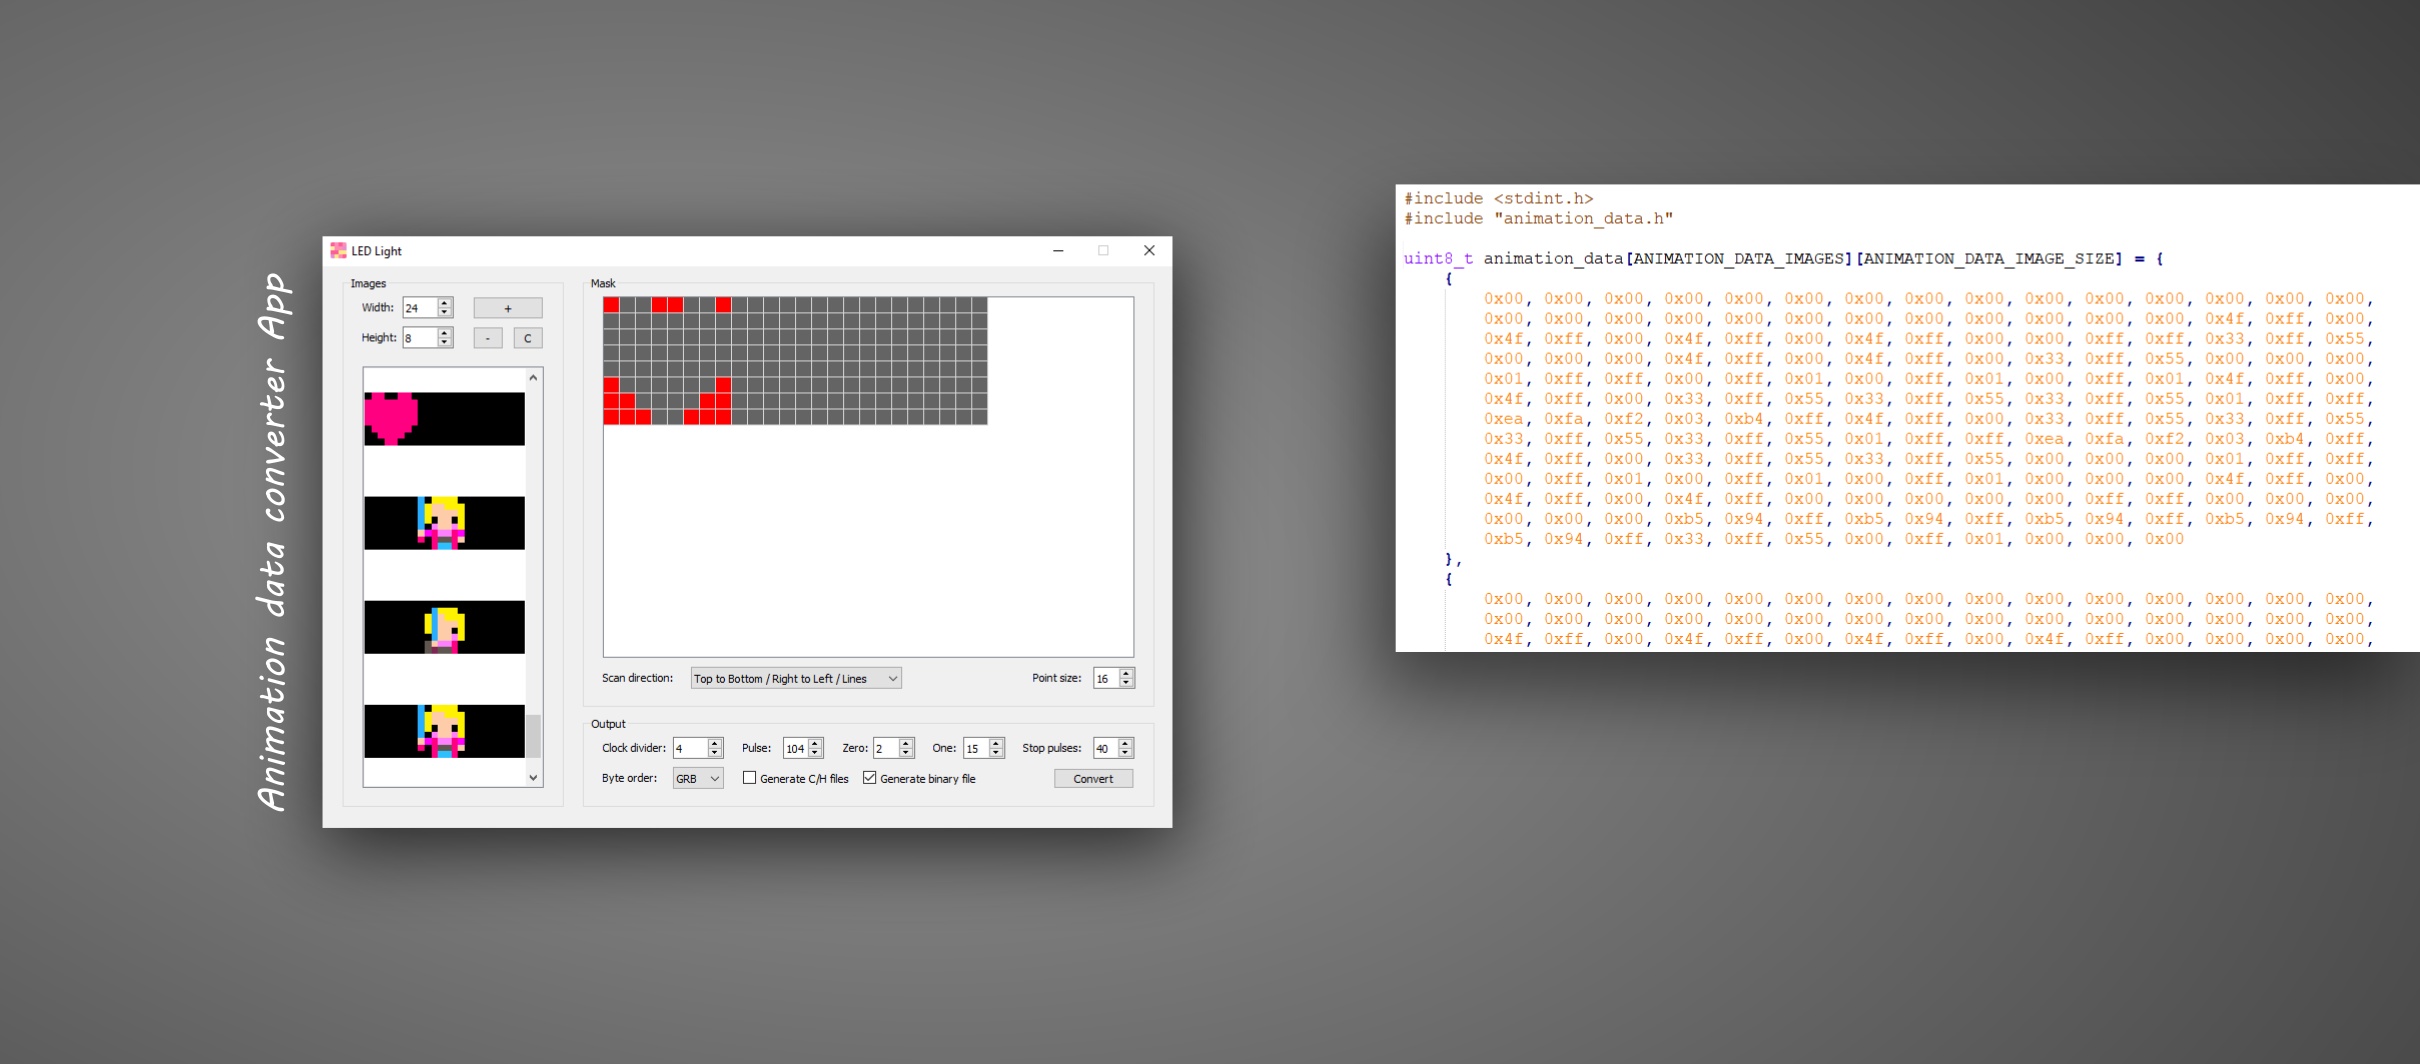 Animation data converter App
LED Light
Images
Width: 24 +
Height: 8 - C
Mask
Scan direction: Top to Bottom / Right to Left / Lines Point size: 16
Output
Clock divider: 4 Pulse: 104 Zero: 2 One: 15 Stop pulses: 40
Byte order: GRB Generate C/H files Generate binary file Convert
#include <stdint.h>
#include "animation_data.h"
uint8_t animation_data[ANIMATION_DATA_IMAGES][ANIMATION_DATA_IMAGE_SIZE] = {
{
0x00, 0x00, 0x00, 0x00, 0x00, 0x00, 0x00, 0x00, 0x00, 0x00, 0x00, 0x00, 0x00, 0x00, 0x00,
0x00, 0x00, 0x00, 0x00, 0x00, 0x00, 0x00, 0x00, 0x00, 0x00, 0x00, 0x00, 0x4f, 0xff, 0x00,
0x4f, 0xff, 0x00, 0x4f, 0xff, 0x00, 0x4f, 0xff, 0x00, 0x00, 0xff, 0xff, 0x33, 0xff, 0x55,
0x00, 0x00, 0x00, 0x4f, 0xff, 0x00, 0x4f, 0xff, 0x00, 0x33, 0xff, 0x55, 0x00, 0x00, 0x00,
0x01, 0xff, 0xff, 0x00, 0xff, 0x01, 0x00, 0xff, 0x01, 0x00, 0xff, 0x01, 0x4f, 0xff, 0x00,
0x4f, 0xff, 0x00, 0x33, 0xff, 0x55, 0x33, 0xff, 0x55, 0x33, 0xff, 0x55, 0x01, 0xff, 0xff,
0xea, 0xfa, 0xf2, 0x03, 0xb4, 0xff, 0x4f, 0xff, 0x00, 0x33, 0xff, 0x55, 0x33, 0xff, 0x55,
0x33, 0xff, 0x55, 0x33, 0xff, 0x55, 0x01, 0xff, 0xff, 0xea, 0xfa, 0xf2, 0x03, 0xb4, 0xff,
0x4f, 0xff, 0x00, 0x33, 0xff, 0x55, 0x33, 0xff, 0x55, 0x00, 0x00, 0x00, 0x01, 0xff, 0xff,
0x00, 0xff, 0x01, 0x00, 0xff, 0x01, 0x00, 0xff, 0x01, 0x00, 0x00, 0x00, 0x4f, 0xff, 0x00,
0x4f, 0xff, 0x00, 0x4f, 0xff, 0x00, 0x00, 0x00, 0x00, 0x00, 0xff, 0xff, 0x00, 0x00, 0x00,
0x00, 0x00, 0x00, 0xb5, 0x94, 0xff, 0xb5, 0x94, 0xff, 0xb5, 0x94, 0xff, 0xb5, 0x94, 0xff,
0xb5, 0x94, 0xff, 0x33, 0xff, 0x55, 0x00, 0xff, 0x01, 0x00, 0x00, 0x00
},
{
0x00, 0x00, 0x00, 0x00, 0x00, 0x00, 0x00, 0x00, 0x00, 0x00, 0x00, 0x00, 0x00, 0x00, 0x00,
0x00, 0x00, 0x00, 0x00, 0x00, 0x00, 0x00, 0x00, 0x00, 0x00, 0x00, 0x00, 0x00, 0x00, 0x00,
0x4f, 0xff, 0x00, 0x4f, 0xff, 0x00, 0x4f, 0xff, 0x00, 0x4f, 0xff, 0x00, 0x00, 0x00, 0x00,